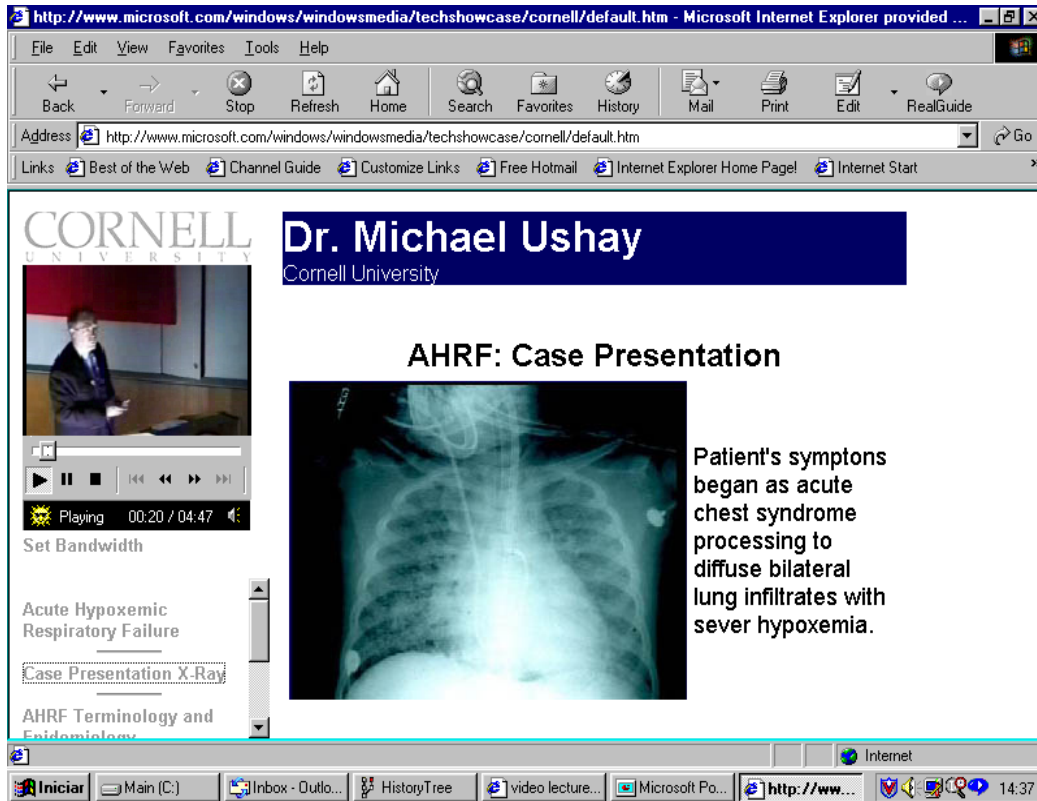 http://www.microsoft.com/windows/windowsmedia/techshowcase/cornell/default.htm - Microsoft Internet Explorer provided ...
File Edit View Favorites Tools Help
Back Forward Stop Refresh Home Search Favorites History Mail Print Edit RealGuide
Address http://www.microsoft.com/windows/windowsmedia/techshowcase/cornell/default.htm Go
Links Best of the Web Channel Guide Customize Links Free Hotmail Internet Explorer Home Page! Internet Start
CORNELL
UNIVERSITY
Dr. Michael Ushay
Cornell University
AHRF: Case Presentation
Patient's symptons
began as acute
chest syndrome
processing to
diffuse bilateral
lung infiltrates with
sever hypoxemia.
Playing 00:20 / 04:47
Set Bandwidth
Acute Hypoxemic
Respiratory Failure
Case Presentation X-Ray
AHRF Terminology and
Epidemiology
Internet
Iniciar Main (C:) Inbox - Outlo... HistoryTree video lecture... Microsoft Po... http://ww... 14:37